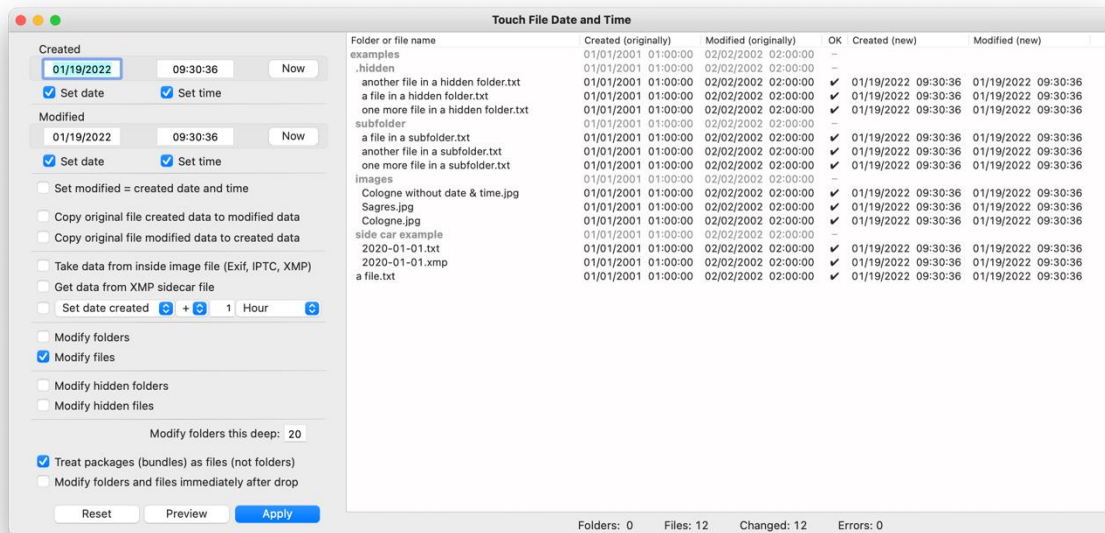 Touch File Date and Time
Created
01/19/2022 09:30:36 Now
Set date Set time
Modified
01/19/2022 09:30:36 Now
Set date Set time
Set modified = created date and time
Copy original file created data to modified data
Copy original file modified data to created data
Take data from inside image file (Exif, IPTC, XMP)
Get data from XMP sidecar file
Set date created + 1 Hour
Modify folders
Modify files
Modify hidden folders
Modify hidden files
Modify folders this deep: 20
Treat packages (bundles) as files (not folders)
Modify folders and files immediately after drop
Reset Preview Apply
Folder or file name Created (originally) Modified (originally) OK Created (new) Modified (new)
examples 01/01/2001 01:00:00 02/02/2002 02:00:00 –
.hidden 01/01/2001 01:00:00 02/02/2002 02:00:00 –
another file in a hidden folder.txt 01/01/2001 01:00:00 02/02/2002 02:00:00 ✔ 01/19/2022 09:30:36 01/19/2022 09:30:36
a file in a hidden folder.txt 01/01/2001 01:00:00 02/02/2002 02:00:00 ✔ 01/19/2022 09:30:36 01/19/2022 09:30:36
one more file in a hidden folder.txt 01/01/2001 01:00:00 02/02/2002 02:00:00 ✔ 01/19/2022 09:30:36 01/19/2022 09:30:36
subfolder 01/01/2001 01:00:00 02/02/2002 02:00:00 –
a file in a subfolder.txt 01/01/2001 01:00:00 02/02/2002 02:00:00 ✔ 01/19/2022 09:30:36 01/19/2022 09:30:36
another file in a subfolder.txt 01/01/2001 01:00:00 02/02/2002 02:00:00 ✔ 01/19/2022 09:30:36 01/19/2022 09:30:36
one more file in a subfolder.txt 01/01/2001 01:00:00 02/02/2002 02:00:00 ✔ 01/19/2022 09:30:36 01/19/2022 09:30:36
images 01/01/2001 01:00:00 02/02/2002 02:00:00 –
Cologne without date & time.jpg 01/01/2001 01:00:00 02/02/2002 02:00:00 ✔ 01/19/2022 09:30:36 01/19/2022 09:30:36
Sagres.jpg 01/01/2001 01:00:00 02/02/2002 02:00:00 ✔ 01/19/2022 09:30:36 01/19/2022 09:30:36
Cologne.jpg 01/01/2001 01:00:00 02/02/2002 02:00:00 ✔ 01/19/2022 09:30:36 01/19/2022 09:30:36
side car example 01/01/2001 01:00:00 02/02/2002 02:00:00 –
2020-01-01.txt 01/01/2001 01:00:00 02/02/2002 02:00:00 ✔ 01/19/2022 09:30:36 01/19/2022 09:30:36
2020-01-01.xmp 01/01/2001 01:00:00 02/02/2002 02:00:00 ✔ 01/19/2022 09:30:36 01/19/2022 09:30:36
a file.txt 01/01/2001 01:00:00 02/02/2002 02:00:00 ✔ 01/19/2022 09:30:36 01/19/2022 09:30:36
Folders: 0 Files: 12 Changed: 12 Errors: 0